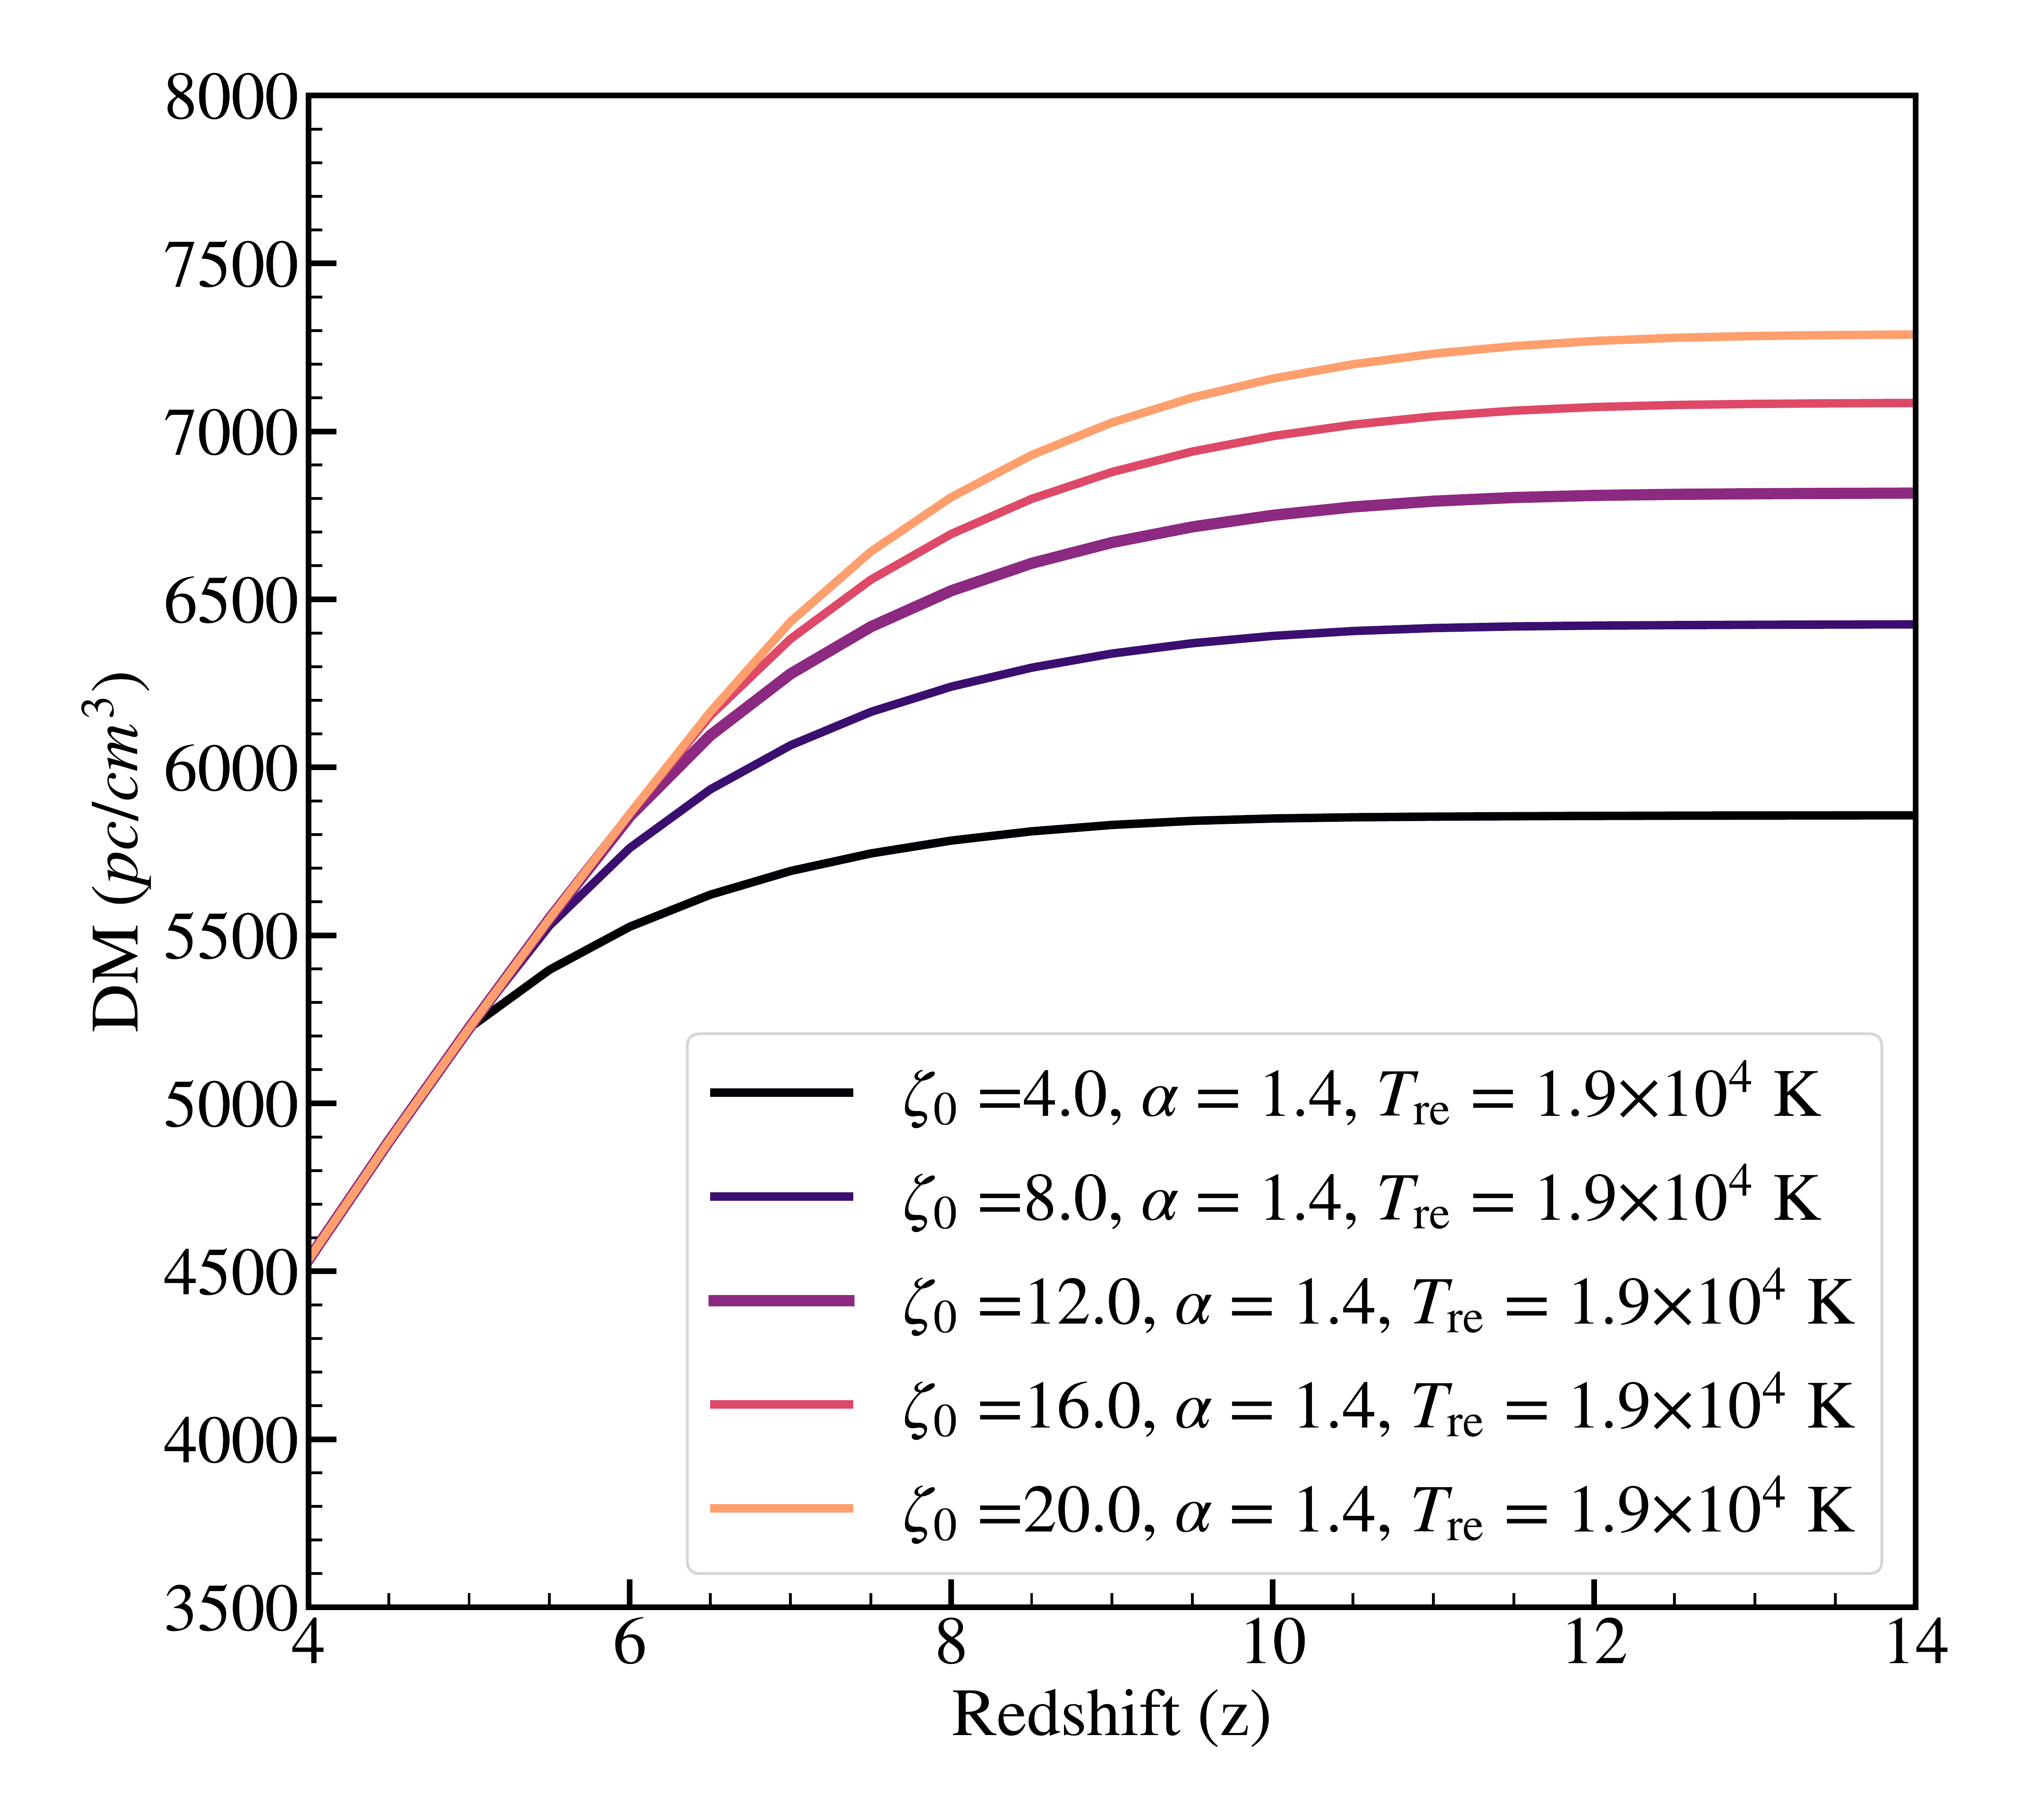 8000
7500
7000
6500
6000
5500
5000
4500
4000
3500
DM (pc/cm³)
ζ₀ =4.0, α = 1.4, T_re = 1.9×10⁴ K
ζ₀ =8.0, α = 1.4, T_re = 1.9×10⁴ K
ζ₀ =12.0, α = 1.4, T_re = 1.9×10⁴ K
ζ₀ =16.0, α = 1.4, T_re = 1.9×10⁴ K
ζ₀ =20.0, α = 1.4, T_re = 1.9×10⁴ K
4 6 8 10 12 14
Redshift (z)